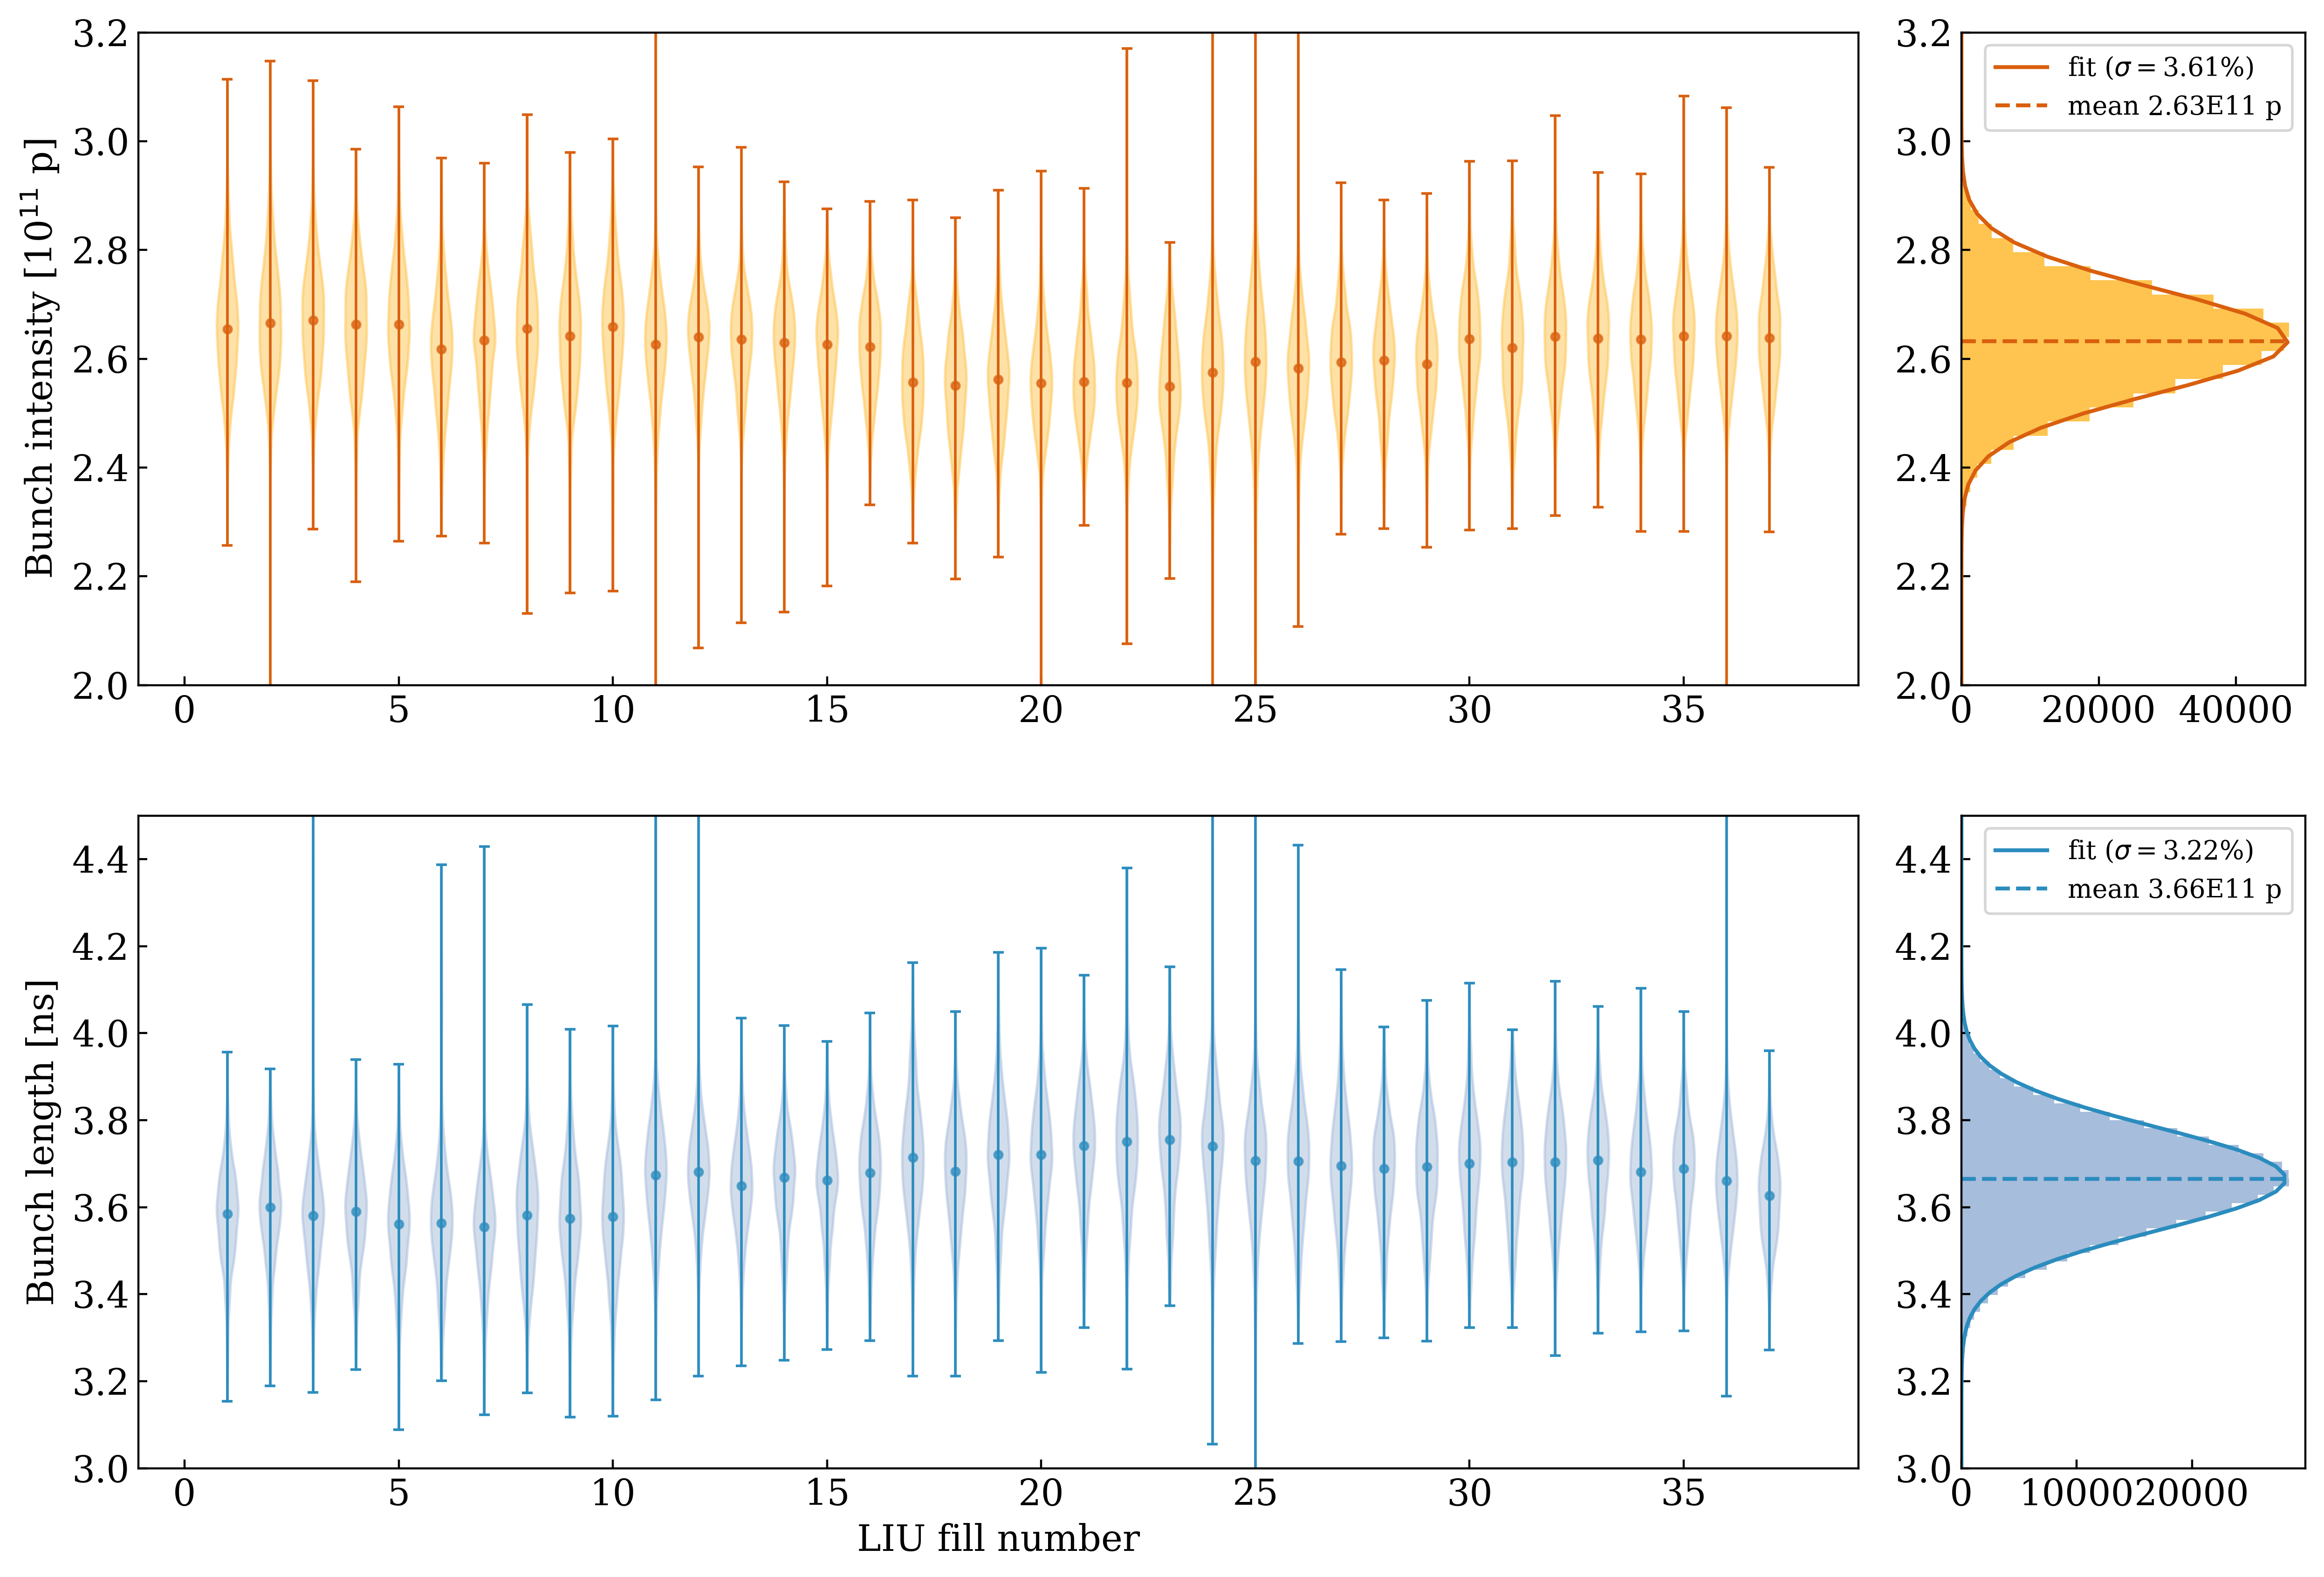 Bunch intensity [10¹¹ p]
3.2
3.0
2.8
2.6
2.4
2.2
2.0
0 5 10 15 20 25 30 35
3.2
3.0
2.8
2.6
2.4
2.2
2.0
fit (σ = 3.61%)
mean 2.63E11 p
0 20000 40000
Bunch length [ns]
4.4
4.2
4.0
3.8
3.6
3.4
3.2
3.0
0 5 10 15 20 25 30 35
LIU fill number
4.4
4.2
4.0
3.8
3.6
3.4
3.2
3.0
fit (σ = 3.22%)
mean 3.66E11 p
0 10000 20000